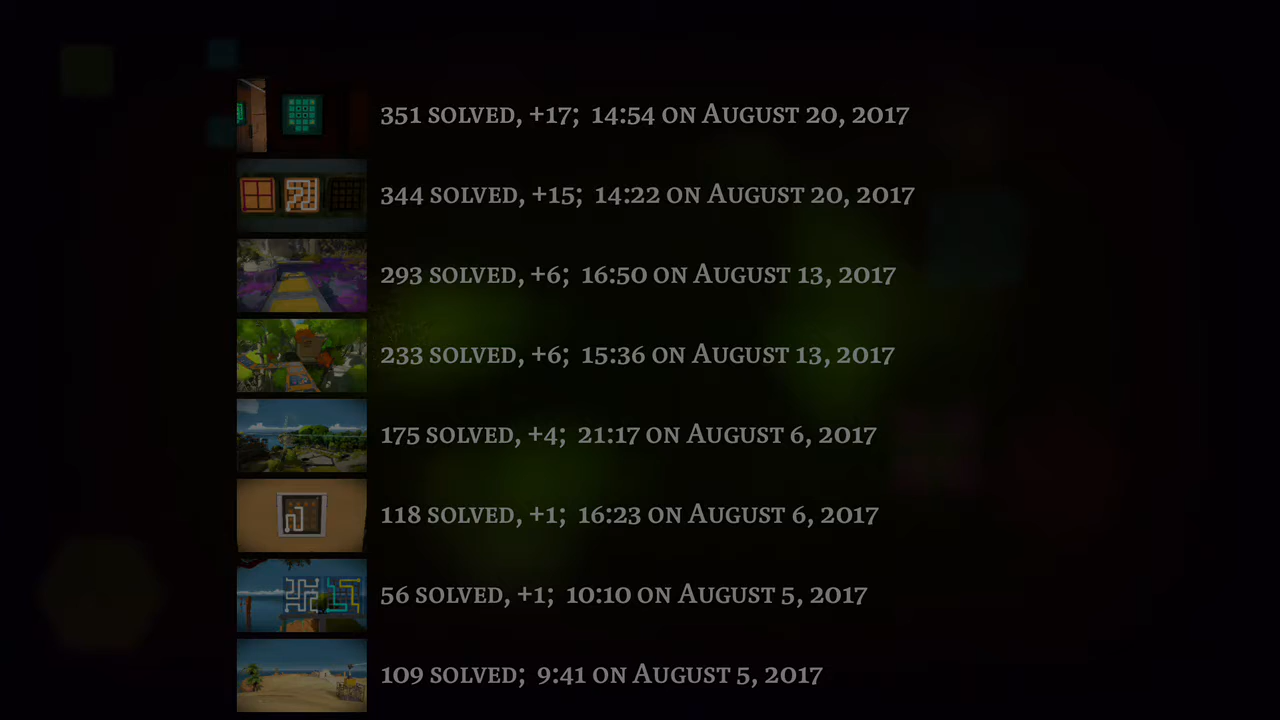 351 solved, +17; 14:54 on August 20, 2017
344 solved, +15; 14:22 on August 20, 2017
293 solved, +6; 16:50 on August 13, 2017
233 solved, +6; 15:36 on August 13, 2017
175 solved, +4; 21:17 on August 6, 2017
118 solved, +1; 16:23 on August 6, 2017
56 solved, +1; 10:10 on August 5, 2017
109 solved; 9:41 on August 5, 2017